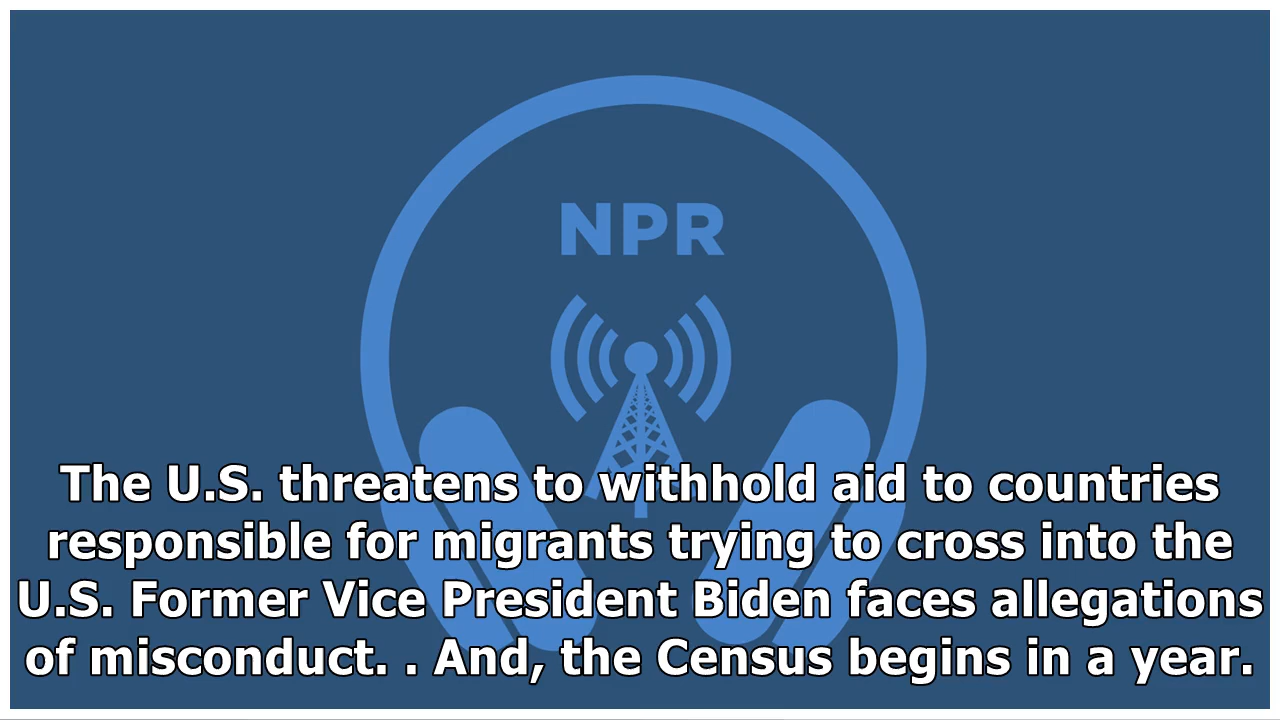 NPR
The U.S. threatens to withhold aid to countries
responsible for migrants trying to cross into the
U.S. Former Vice President Biden faces allegations
of misconduct. . And, the Census begins in a year.